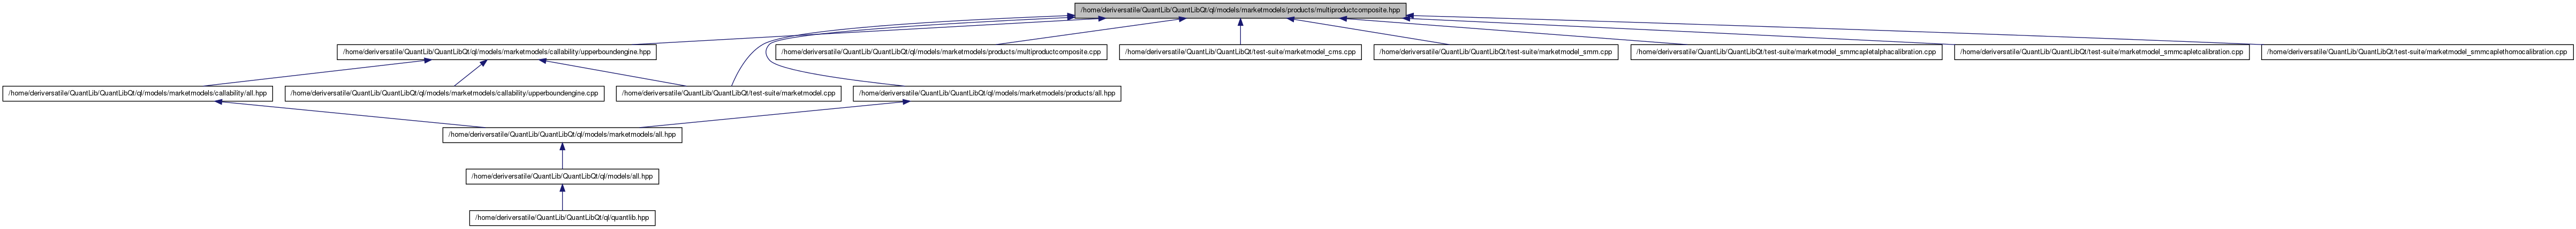 /home/deriversatile/QuantLib/QuantLibQt/ql/models/marketmodels/products/multiproductcomposite.hpp
/home/deriversatile/QuantLib/QuantLibQt/ql/models/marketmodels/callability/upperboundengine.hpp
/home/deriversatile/QuantLib/QuantLibQt/ql/models/marketmodels/products/multiproductcomposite.cpp
/home/deriversatile/QuantLib/QuantLibQt/test-suite/marketmodel_cms.cpp
/home/deriversatile/QuantLib/QuantLibQt/test-suite/marketmodel_smm.cpp
/home/deriversatile/QuantLib/QuantLibQt/test-suite/marketmodel_smmcapletalphacalibration.cpp
/home/deriversatile/QuantLib/QuantLibQt/test-suite/marketmodel_smmcapletcalibration.cpp
/home/deriversatile/QuantLib/QuantLibQt/test-suite/marketmodel_smmcaplethomocalibration.cpp
/home/deriversatile/QuantLib/QuantLibQt/ql/models/marketmodels/callability/all.hpp
/home/deriversatile/QuantLib/QuantLibQt/ql/models/marketmodels/callability/upperboundengine.cpp
/home/deriversatile/QuantLib/QuantLibQt/test-suite/marketmodel.cpp
/home/deriversatile/QuantLib/QuantLibQt/ql/models/marketmodels/products/all.hpp
/home/deriversatile/QuantLib/QuantLibQt/ql/models/marketmodels/all.hpp
/home/deriversatile/QuantLib/QuantLibQt/ql/models/all.hpp
/home/deriversatile/QuantLib/QuantLibQt/ql/quantlib.hpp